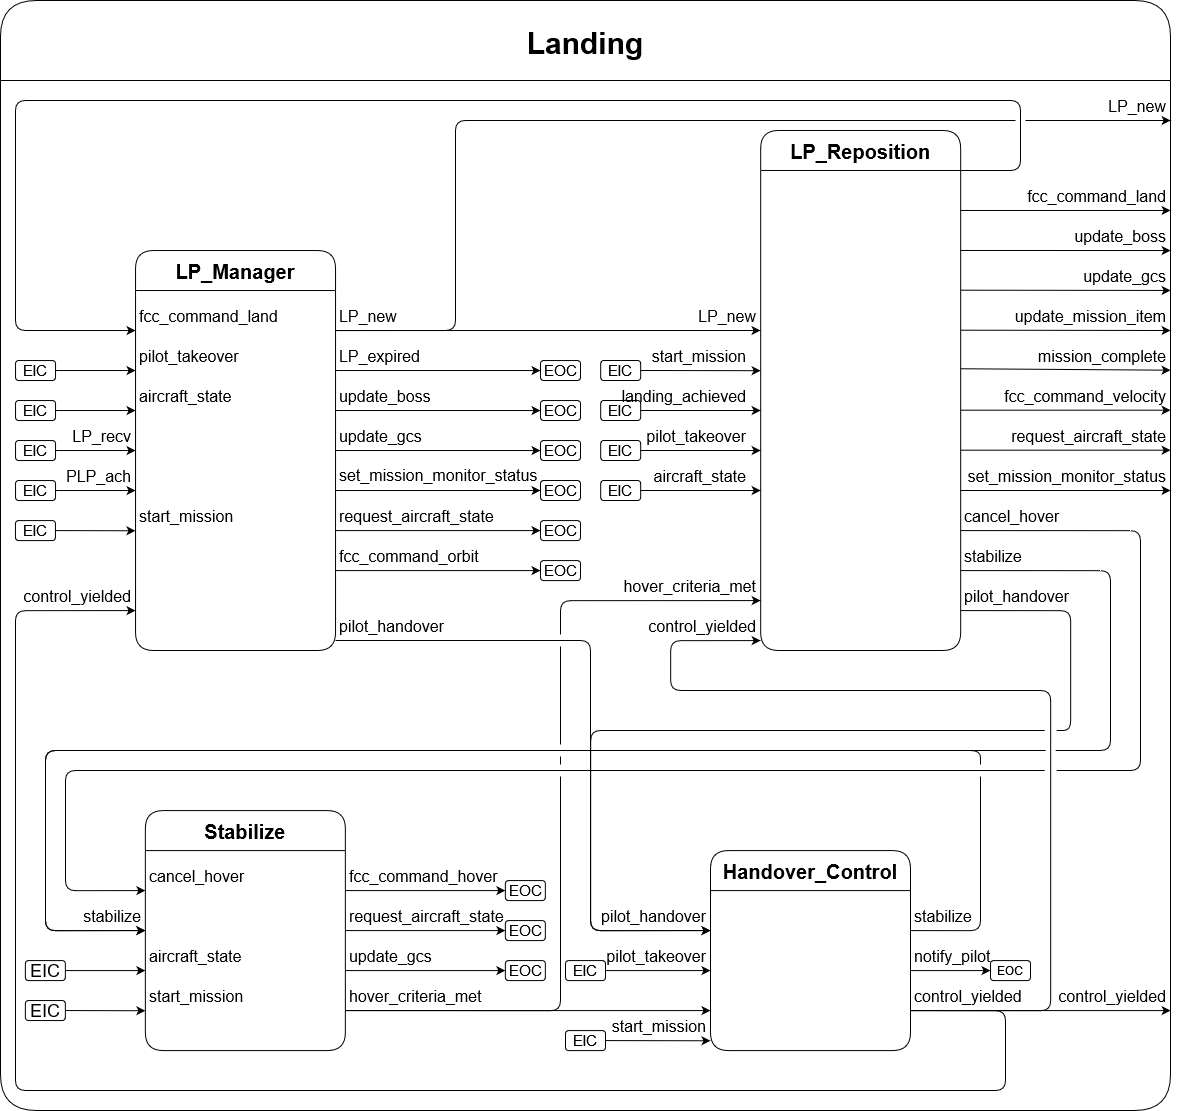 Landing
LP_new
LP_Reposition
fcc_command_land
update_boss
update_gcs
update_mission_item
mission_complete
fcc_command_velocity
request_aircraft_state
set_mission_monitor_status
cancel_hover
stabilize
pilot_handover
LP_new
start_mission
EIC
landing_achieved
EIC
pilot_takeover
EIC
aircraft_state
EIC
hover_criteria_met
control_yielded
LP_Manager
fcc_command_land
pilot_takeover
EIC
aircraft_state
EIC
LP_recv
EIC
PLP_ach
EIC
start_mission
EIC
control_yielded
LP_new
LP_expired
EOC
update_boss
EOC
update_gcs
EOC
set_mission_monitor_status
EOC
request_aircraft_state
EOC
fcc_command_orbit
EOC
pilot_handover
Stabilize
cancel_hover
stabilize
aircraft_state
EIC
start_mission
EIC
fcc_command_hover
EOC
request_aircraft_state
EOC
update_gcs
EOC
hover_criteria_met
Handover_Control
pilot_handover
pilot_takeover
EIC
start_mission
EIC
stabilize
notify_pilot
EOC
control_yielded
control_yielded